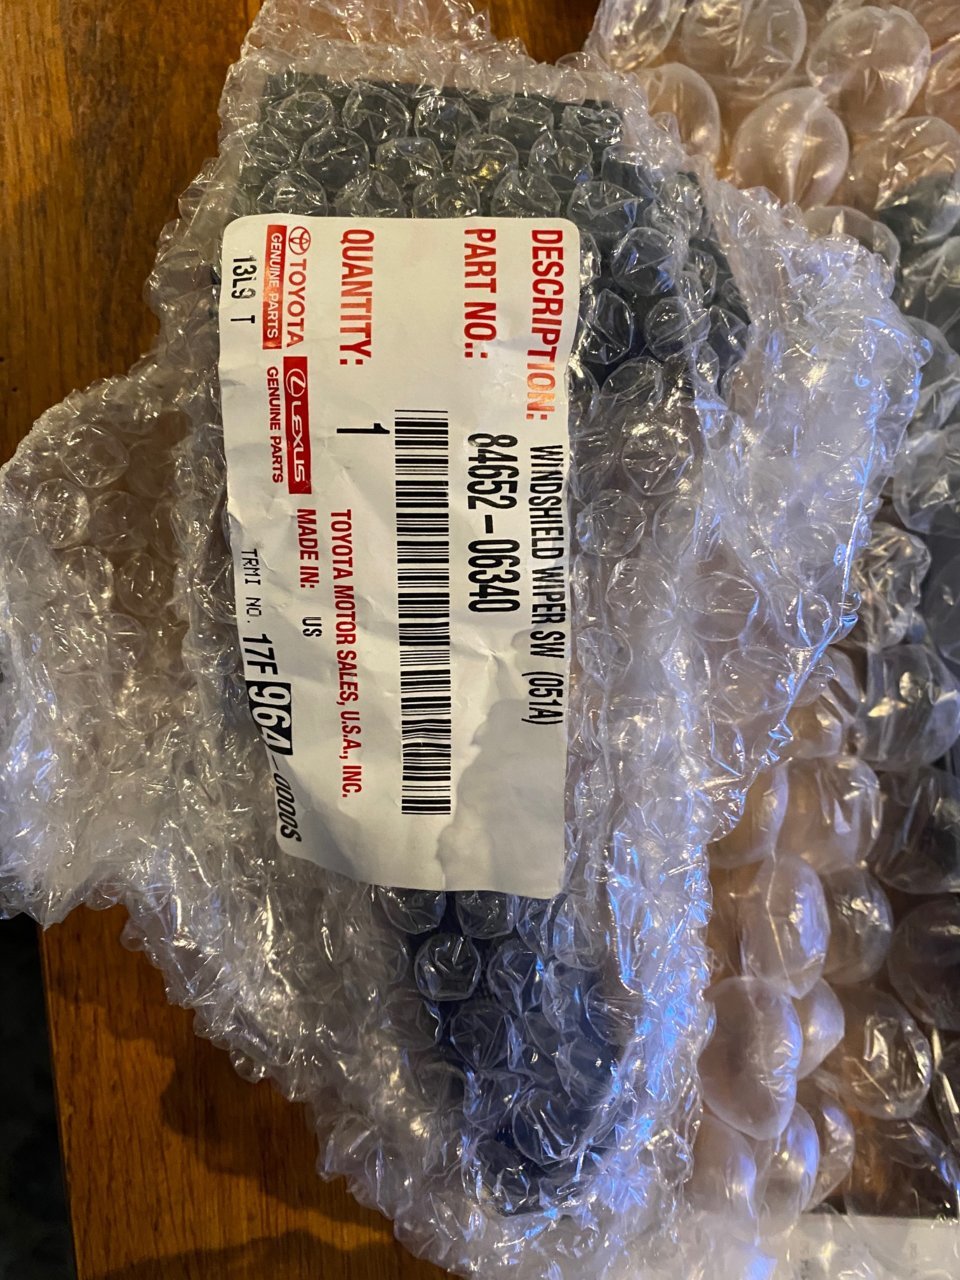 DESCRIPTION: WINDSHIELD WIPER SW (051A)
PART NO.: 84652-06340
QUANTITY: 1
TOYOTA MOTOR SALES, U.S.A., INC.
TOYOTA LEXUS MADE IN: US
GENUINE PARTS GENUINE PARTS
13L9 T TRMI NO. 17F964-0000S